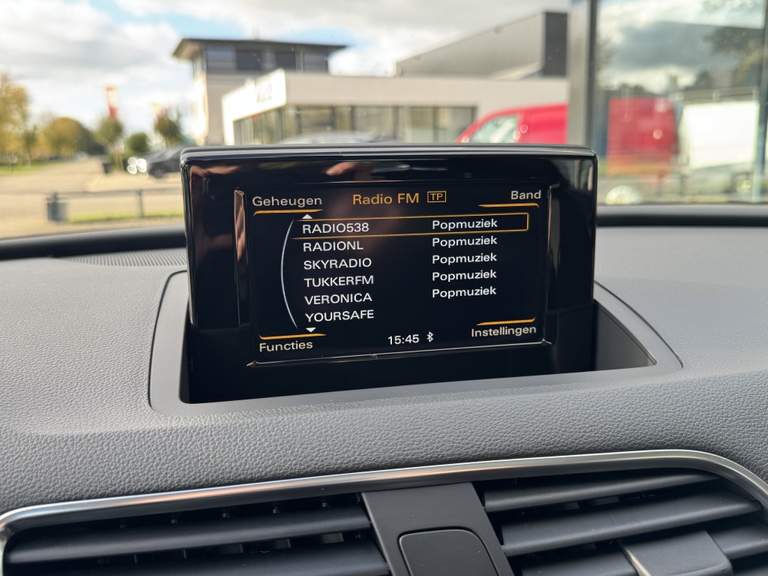 Geheugen Radio FM TP Band
RADIO538 Popmuziek
RADIONL Popmuziek
SKYRADIO Popmuziek
TUKKERFM Popmuziek
VERONICA Popmuziek
YOURSAFE
Functies 15:45 Instellingen